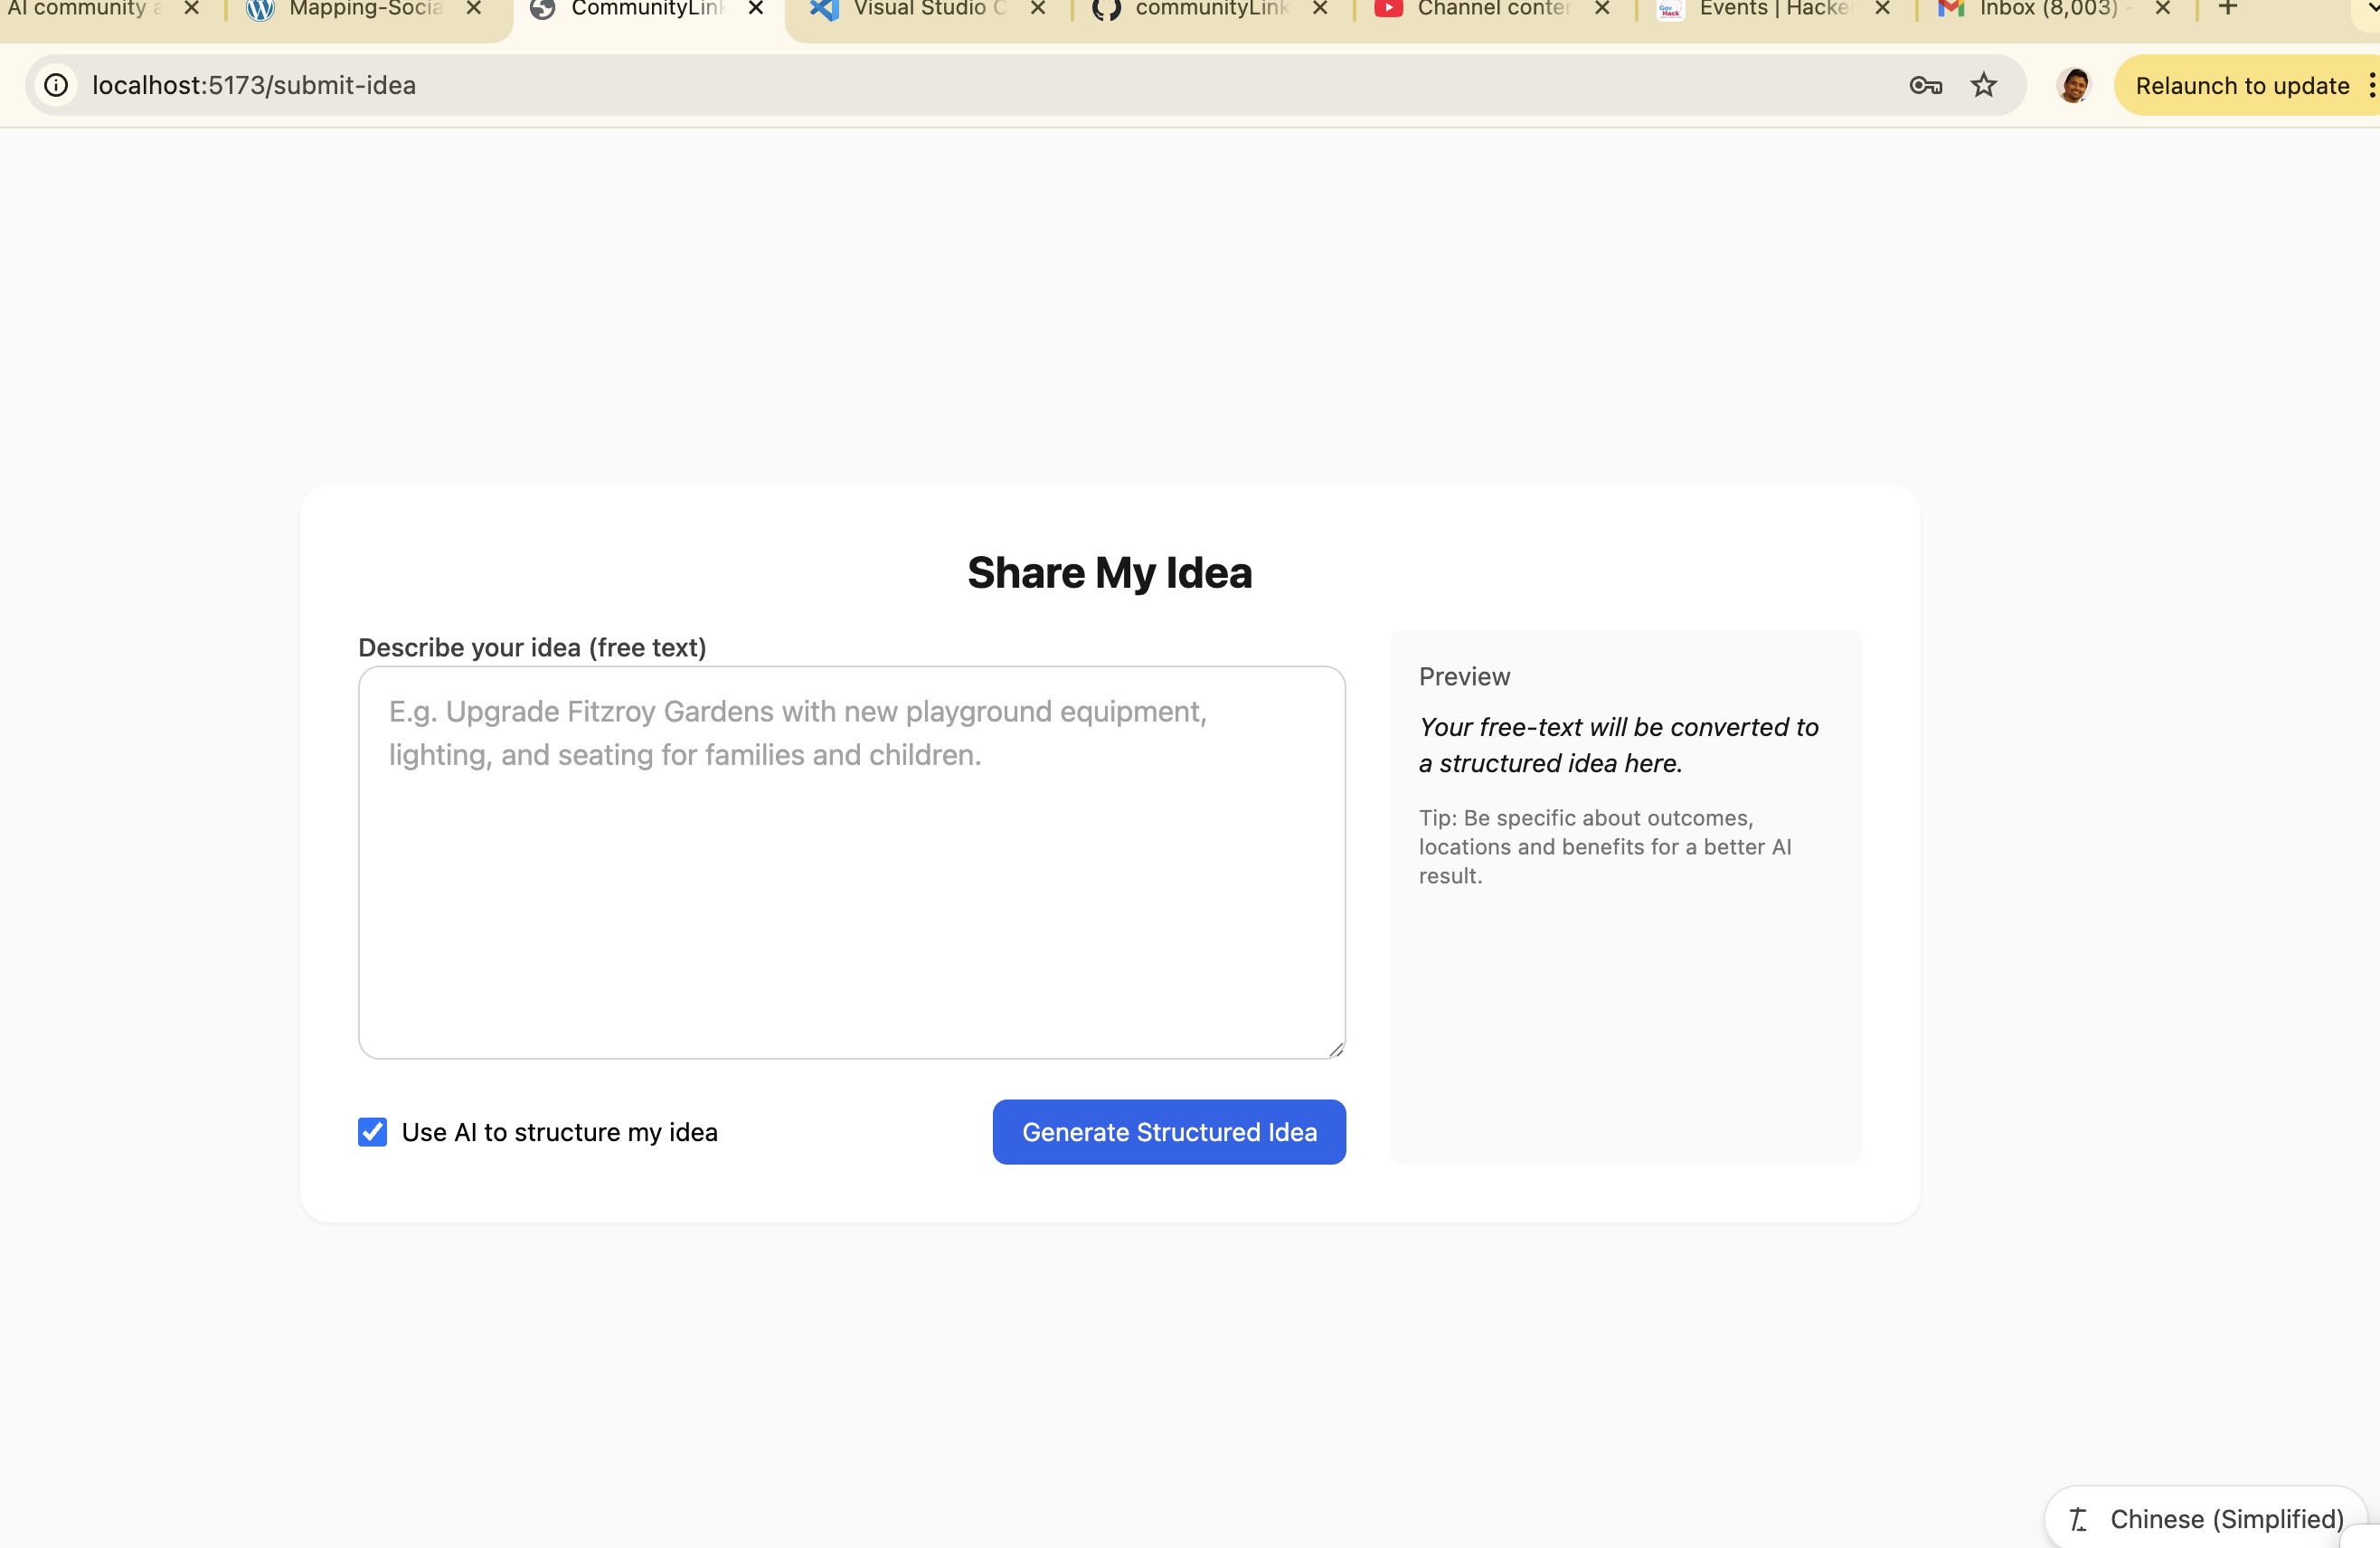 AI community
Mapping-Socia
CommunityLink
Visual Studio C
communityLink
Channel conte
Events | Hacke
Inbox (8,003) -
localhost:5173/submit-idea
Relaunch to update
Share My Idea
Describe your idea (free text)
E.g. Upgrade Fitzroy Gardens with new playground equipment,
lighting, and seating for families and children.
Use AI to structure my idea
Generate Structured Idea
Preview
Your free-text will be converted to
a structured idea here.
Tip: Be specific about outcomes,
locations and benefits for a better AI
result.
Chinese (Simplified)